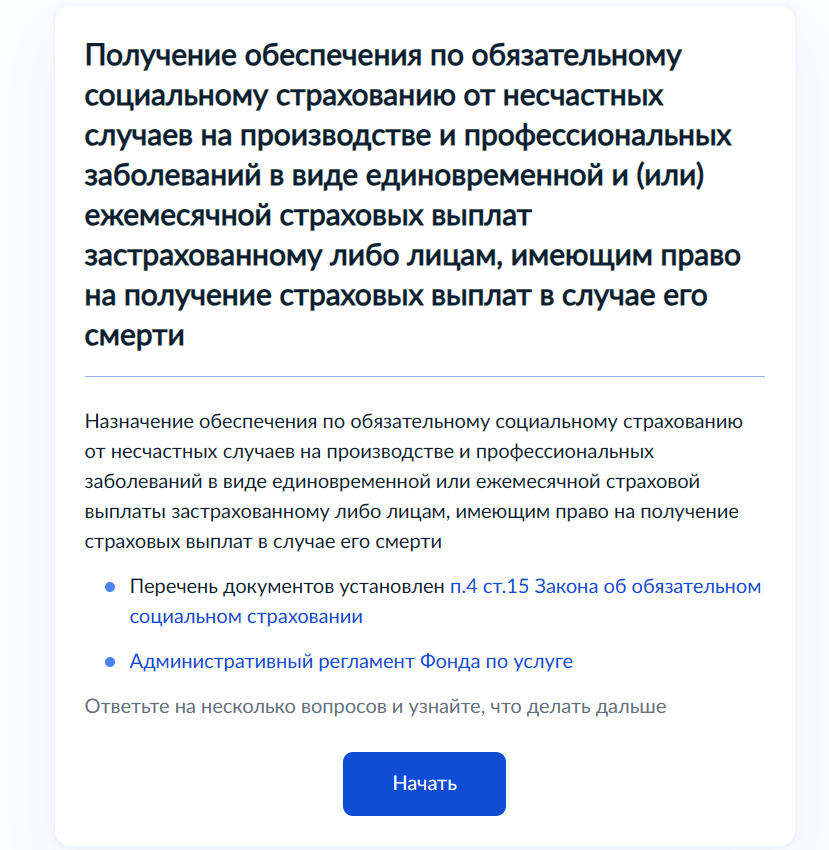 Получение обеспечения по обязательному
социальному страхованию от несчастных
случаев на производстве и профессиональных
заболеваний в виде единовременной и (или)
ежемесячной страховых выплат
застрахованному либо лицам, имеющим право
на получение страховых выплат в случае его
смерти
Назначение обеспечения по обязательному социальному страхованию
от несчастных случаев на производстве и профессиональных
заболеваний в виде единовременной или ежемесячной страховой
выплаты застрахованному либо лицам, имеющим право на получение
страховых выплат в случае его смерти
Перечень документов установлен п.4 ст.15 Закона об обязательном
социальном страховании
Административный регламент Фонда по услуге
Ответьте на несколько вопросов и узнайте, что делать дальше
Начать